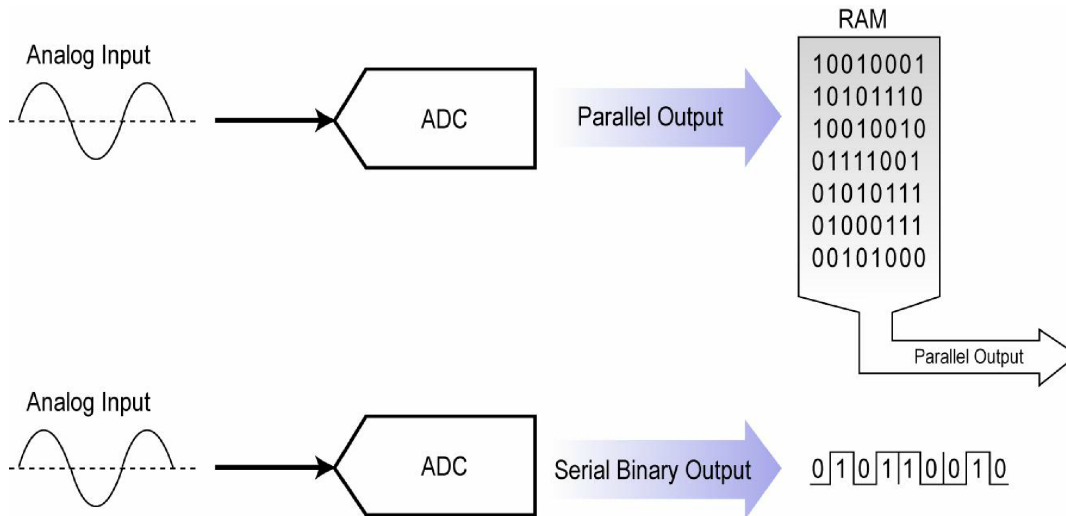 RAM
Analog Input
ADC
Parallel Output
10010001
10101110
10010010
01111001
01010111
01000111
00101000
Parallel Output
Analog Input
ADC
Serial Binary Output
0 1 0 1 1 0 0 1 0